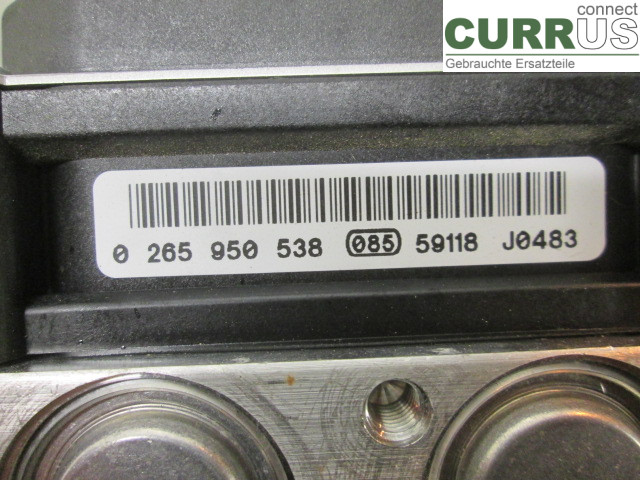 connect
CURRUS
Gebrauchte Ersatzteile
0 265 950 538 085 59118 J0483